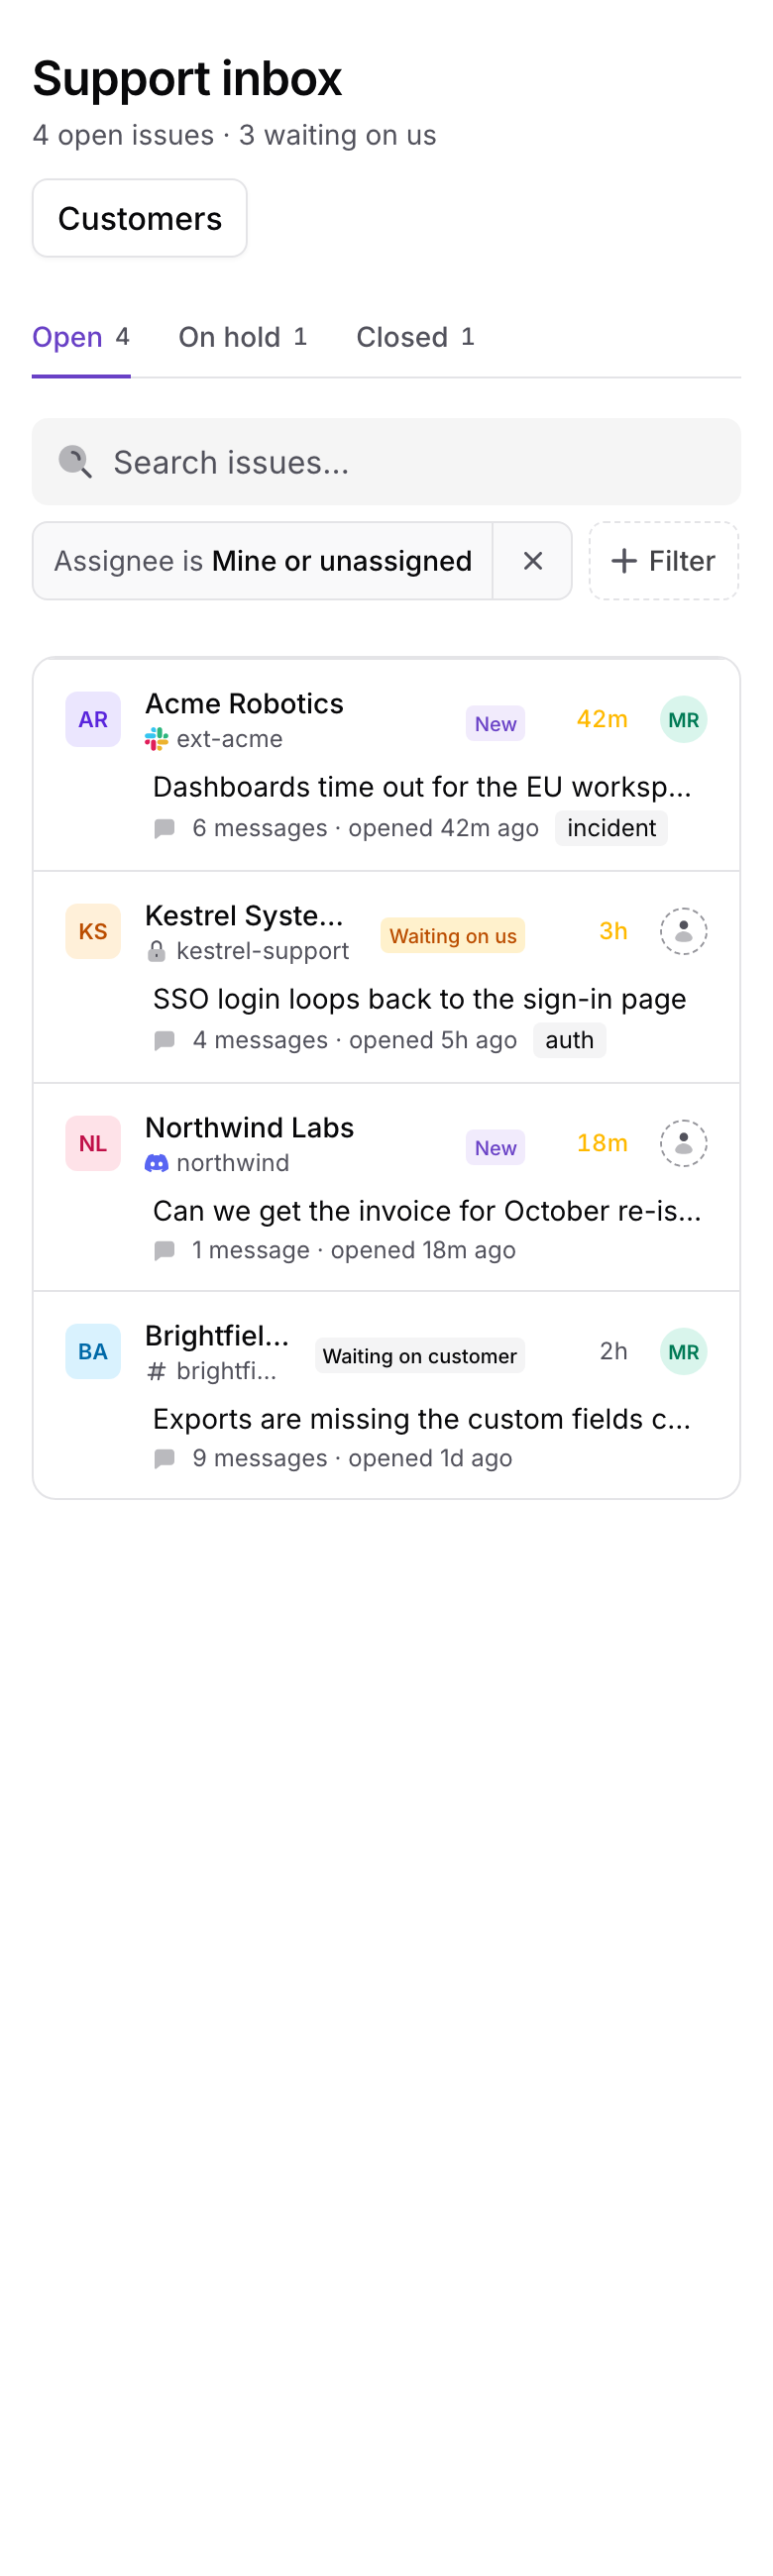 Support inbox
4 open issues · 3 waiting on us
Customers
Open 4 On hold 1 Closed 1
Search issues...
Assignee is Mine or unassigned
Filter
AR Acme Robotics New 42m MR
ext-acme
Dashboards time out for the EU worksp...
6 messages · opened 42m ago incident
KS Kestrel Syste... Waiting on us 3h
kestrel-support
SSO login loops back to the sign-in page
4 messages · opened 5h ago auth
NL Northwind Labs New 18m
northwind
Can we get the invoice for October re-is...
1 message · opened 18m ago
BA Brightfiel... Waiting on customer 2h MR
# brightfi...
Exports are missing the custom fields c...
9 messages · opened 1d ago